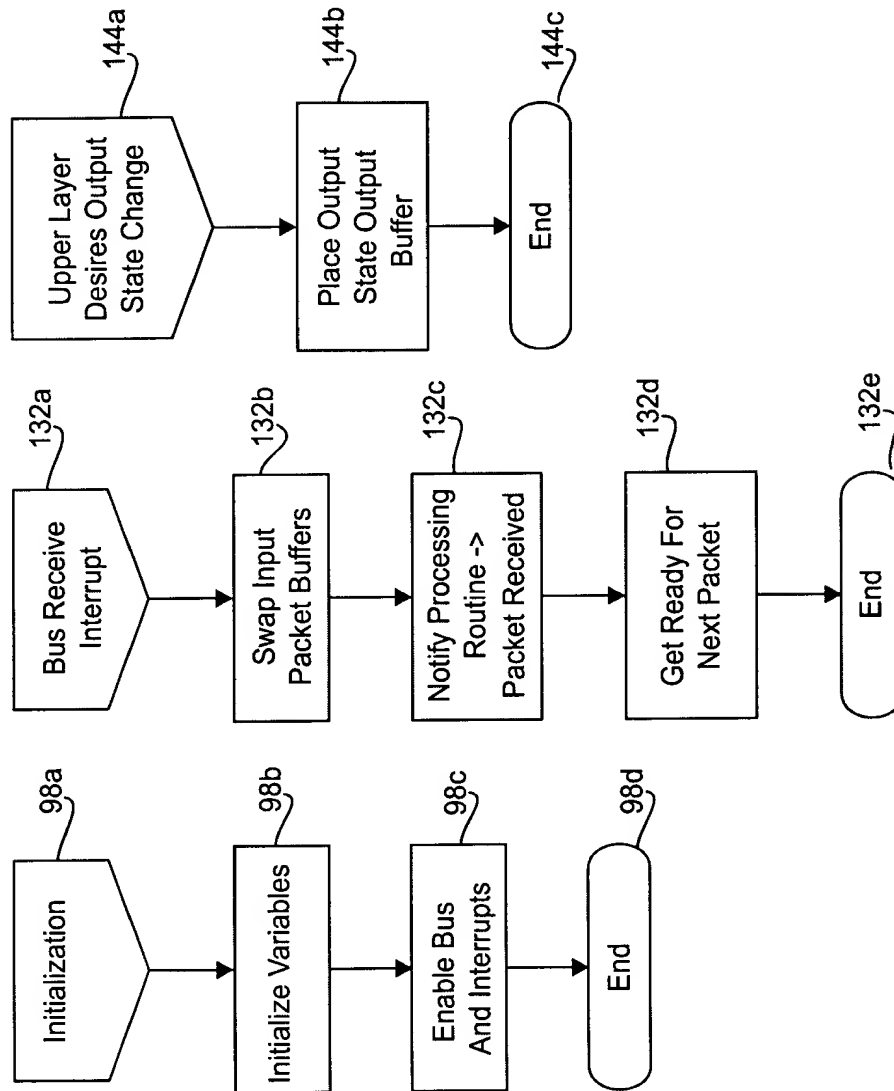 Initialization
98a
Initialize Variables
98b
Enable Bus
And Interrupts
98c
End
98d
Bus Receive
Interrupt
132a
Swap Input
Packet Buffers
132b
Notify Processing
Routine ->
Packet Received
132c
Get Ready For
Next Packet
132d
End
132e
Upper Layer
Desires Output
State Change
144a
Place Output
State Output
Buffer
144b
End
144c